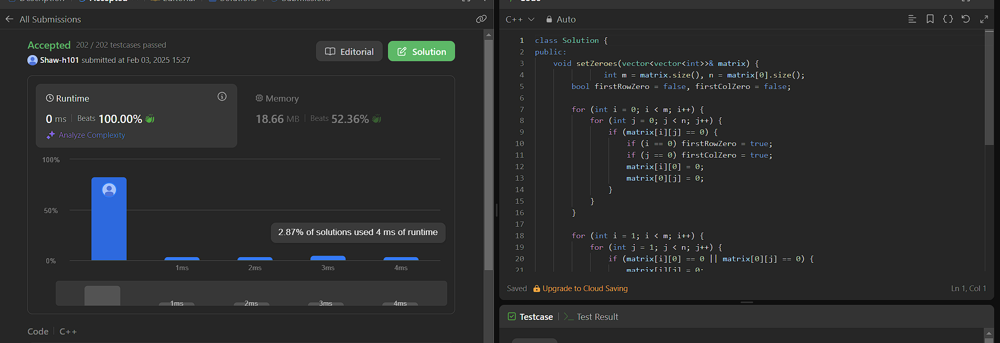 Description
Accepted
Editorial
Solutions
Submissions
All Submissions
Accepted 202 / 202 testcases passed
Shaw-h101 submitted at Feb 03, 2025 15:27
Editorial
Solution
Runtime
0 ms | Beats 100.00%
Analyze Complexity
Memory
18.66 MB | Beats 52.36%
100%
50%
0%
2.87% of solutions used 4 ms of runtime
1ms 2ms 3ms 4ms
1ms 2ms 3ms 4ms
Code | C++
Code
C++ Auto
1 class Solution {
2 public:
3 void setZeroes(vector<vector<int>>& matrix) {
4 int m = matrix.size(), n = matrix[0].size();
5 bool firstRowZero = false, firstColZero = false;
6
7 for (int i = 0; i < m; i++) {
8 for (int j = 0; j < n; j++) {
9 if (matrix[i][j] == 0) {
10 if (i == 0) firstRowZero = true;
11 if (j == 0) firstColZero = true;
12 matrix[i][0] = 0;
13 matrix[0][j] = 0;
14 }
15 }
16 }
17
18 for (int i = 1; i < m; i++) {
19 for (int j = 1; j < n; j++) {
20 if (matrix[i][0] == 0 || matrix[0][j] == 0) {
21 matrix[i][j] = 0;
Saved Upgrade to Cloud Saving
Ln 1, Col 1
Testcase | >_ Test Result